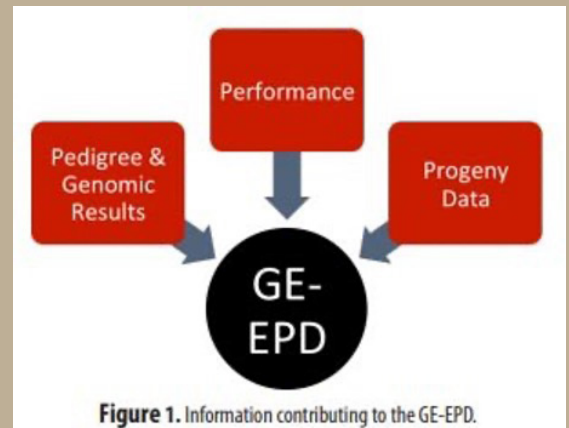 Performance
Pedigree &
Genomic
Results
Progeny
Data
GE-
EPD
Figure 1. Information contributing to the GE-EPD.